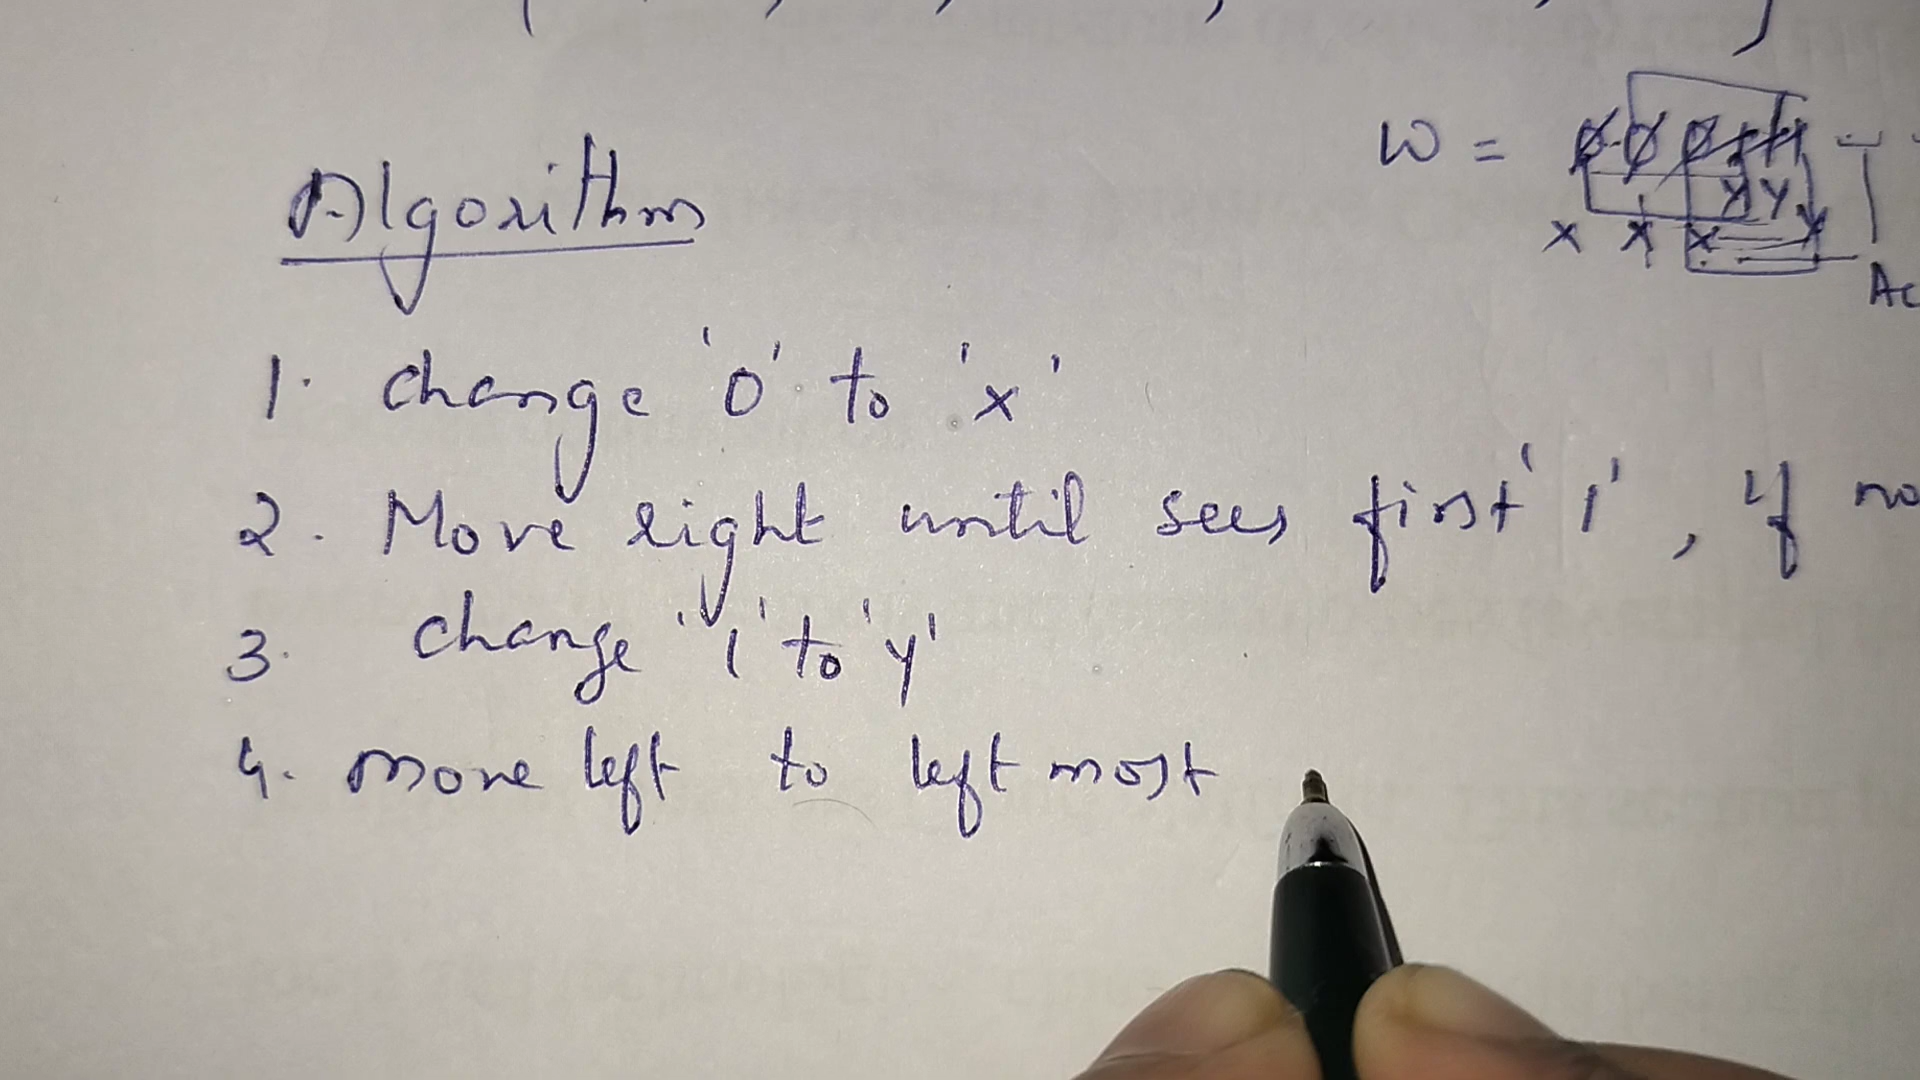 W =
Algorithm
x x x y
1. change '0' to 'x'
2. Move right until sees first '1', if no
3. change '1' to 'y'
4. move left to left most